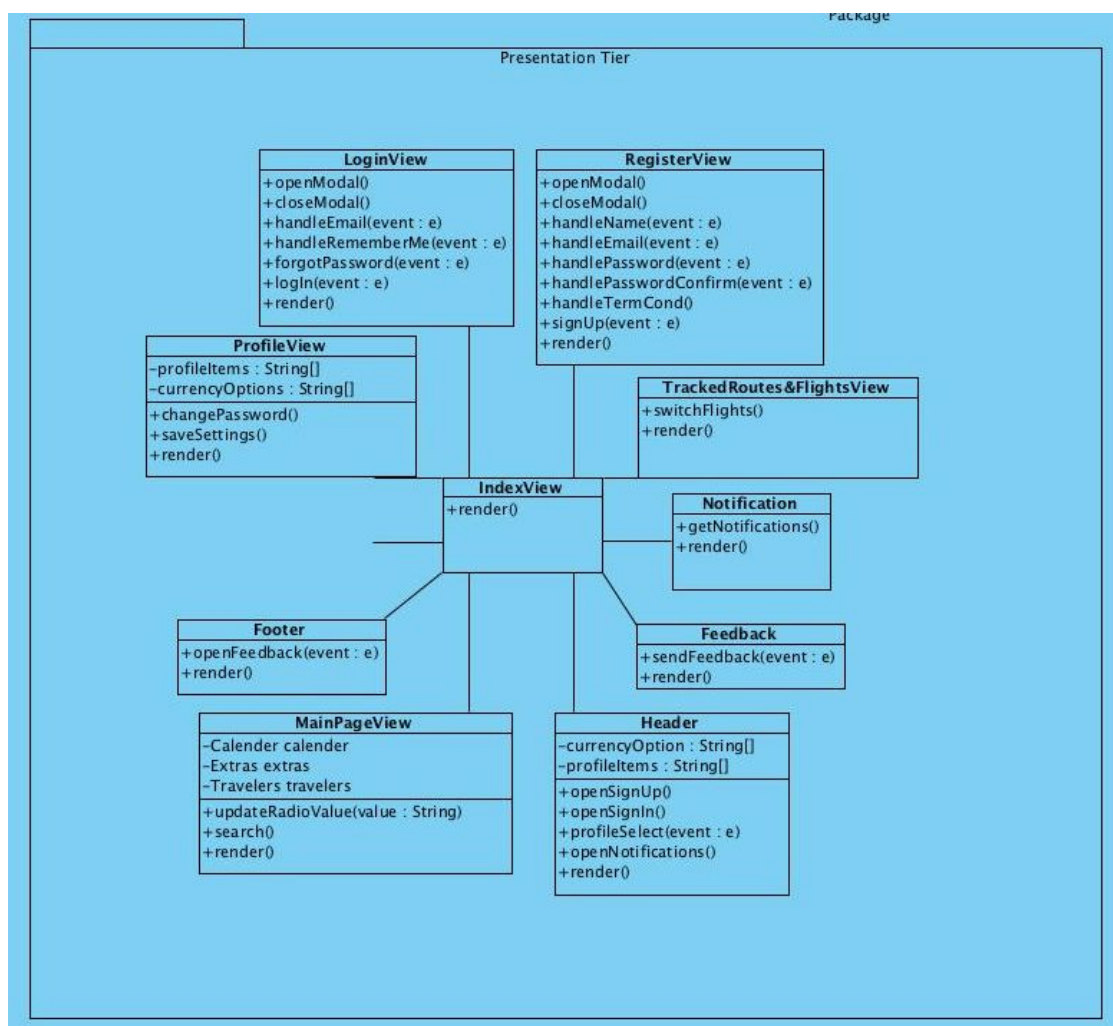 Package
Presentation Tier
LoginView
+openModal()
+closeModal()
+handleEmail(event : e)
+handleRememberMe(event : e)
+forgotPassword(event : e)
+logIn(event : e)
+render()
RegisterView
+openModal()
+closeModal()
+handleName(event : e)
+handleEmail(event : e)
+handlePassword(event : e)
+handlePasswordConfirm(event : e)
+handleTermCond()
+signUp(event : e)
+render()
ProfileView
-profileItems : String[]
-currencyOptions : String[]
+changePassword()
+saveSettings()
+render()
TrackedRoutes&FlightsView
+switchFlights()
+render()
IndexView
+render()
Notification
+getNotifications()
+render()
Footer
+openFeedback(event : e)
+render()
Feedback
+sendFeedback(event : e)
+render()
MainPageView
-Calender calender
-Extras extras
-Travelers travelers
+updateRadioValue(value : String)
+search()
+render()
Header
-currencyOption : String[]
-profileItems : String[]
+openSignUp()
+openSignIn()
+profileSelect(event : e)
+openNotifications()
+render()